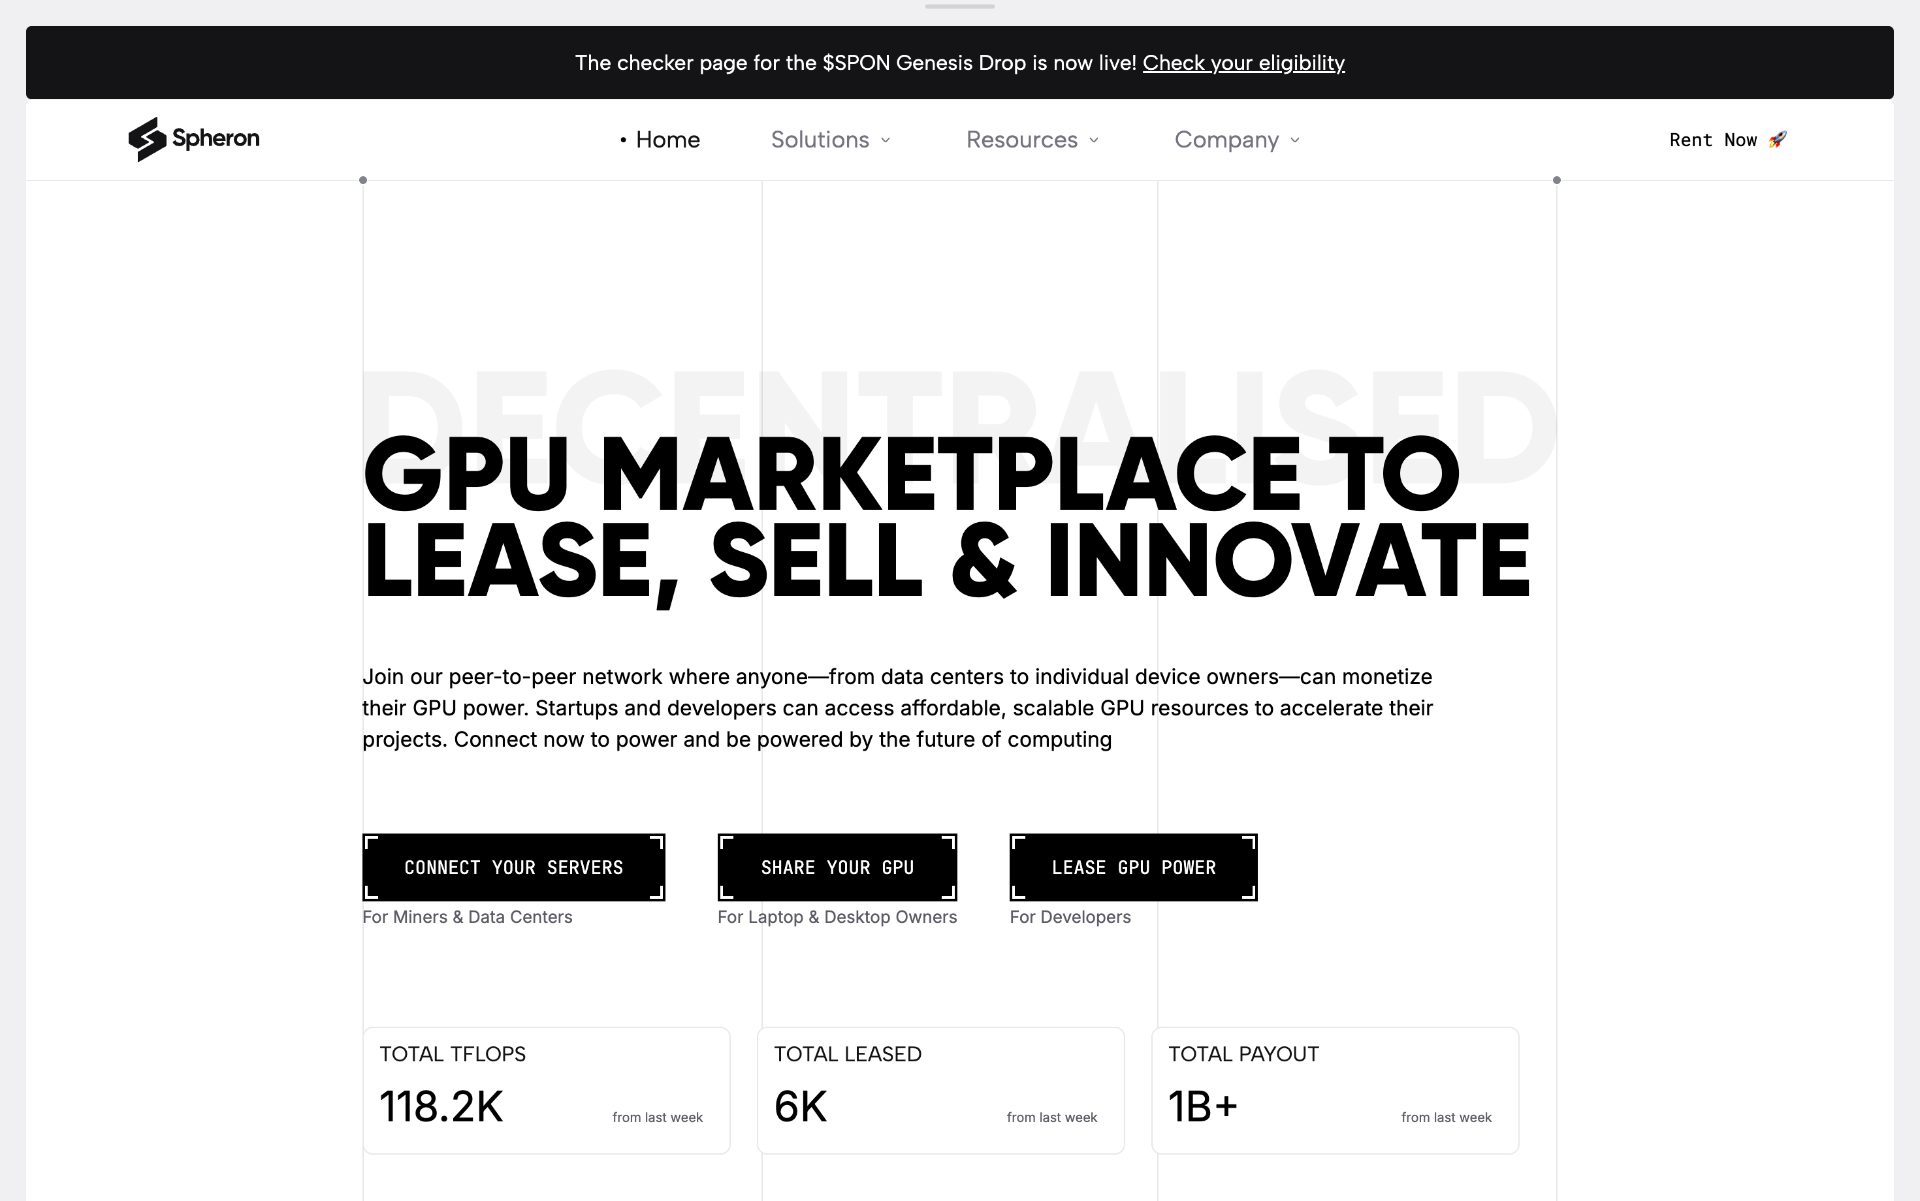 The checker page for the $SPON Genesis Drop is now live! Check your eligibility
Spheron
• Home
Solutions
Resources
Company
Rent Now 🚀
DECENTRALISED
GPU MARKETPLACE TO
LEASE, SELL & INNOVATE
Join our peer-to-peer network where anyone—from data centers to individual device owners—can monetize
their GPU power. Startups and developers can access affordable, scalable GPU resources to accelerate their
projects. Connect now to power and be powered by the future of computing
CONNECT YOUR SERVERS
For Miners & Data Centers
SHARE YOUR GPU
For Laptop & Desktop Owners
LEASE GPU POWER
For Developers
TOTAL TFLOPS
118.2K
from last week
TOTAL LEASED
6K
from last week
TOTAL PAYOUT
1B+
from last week